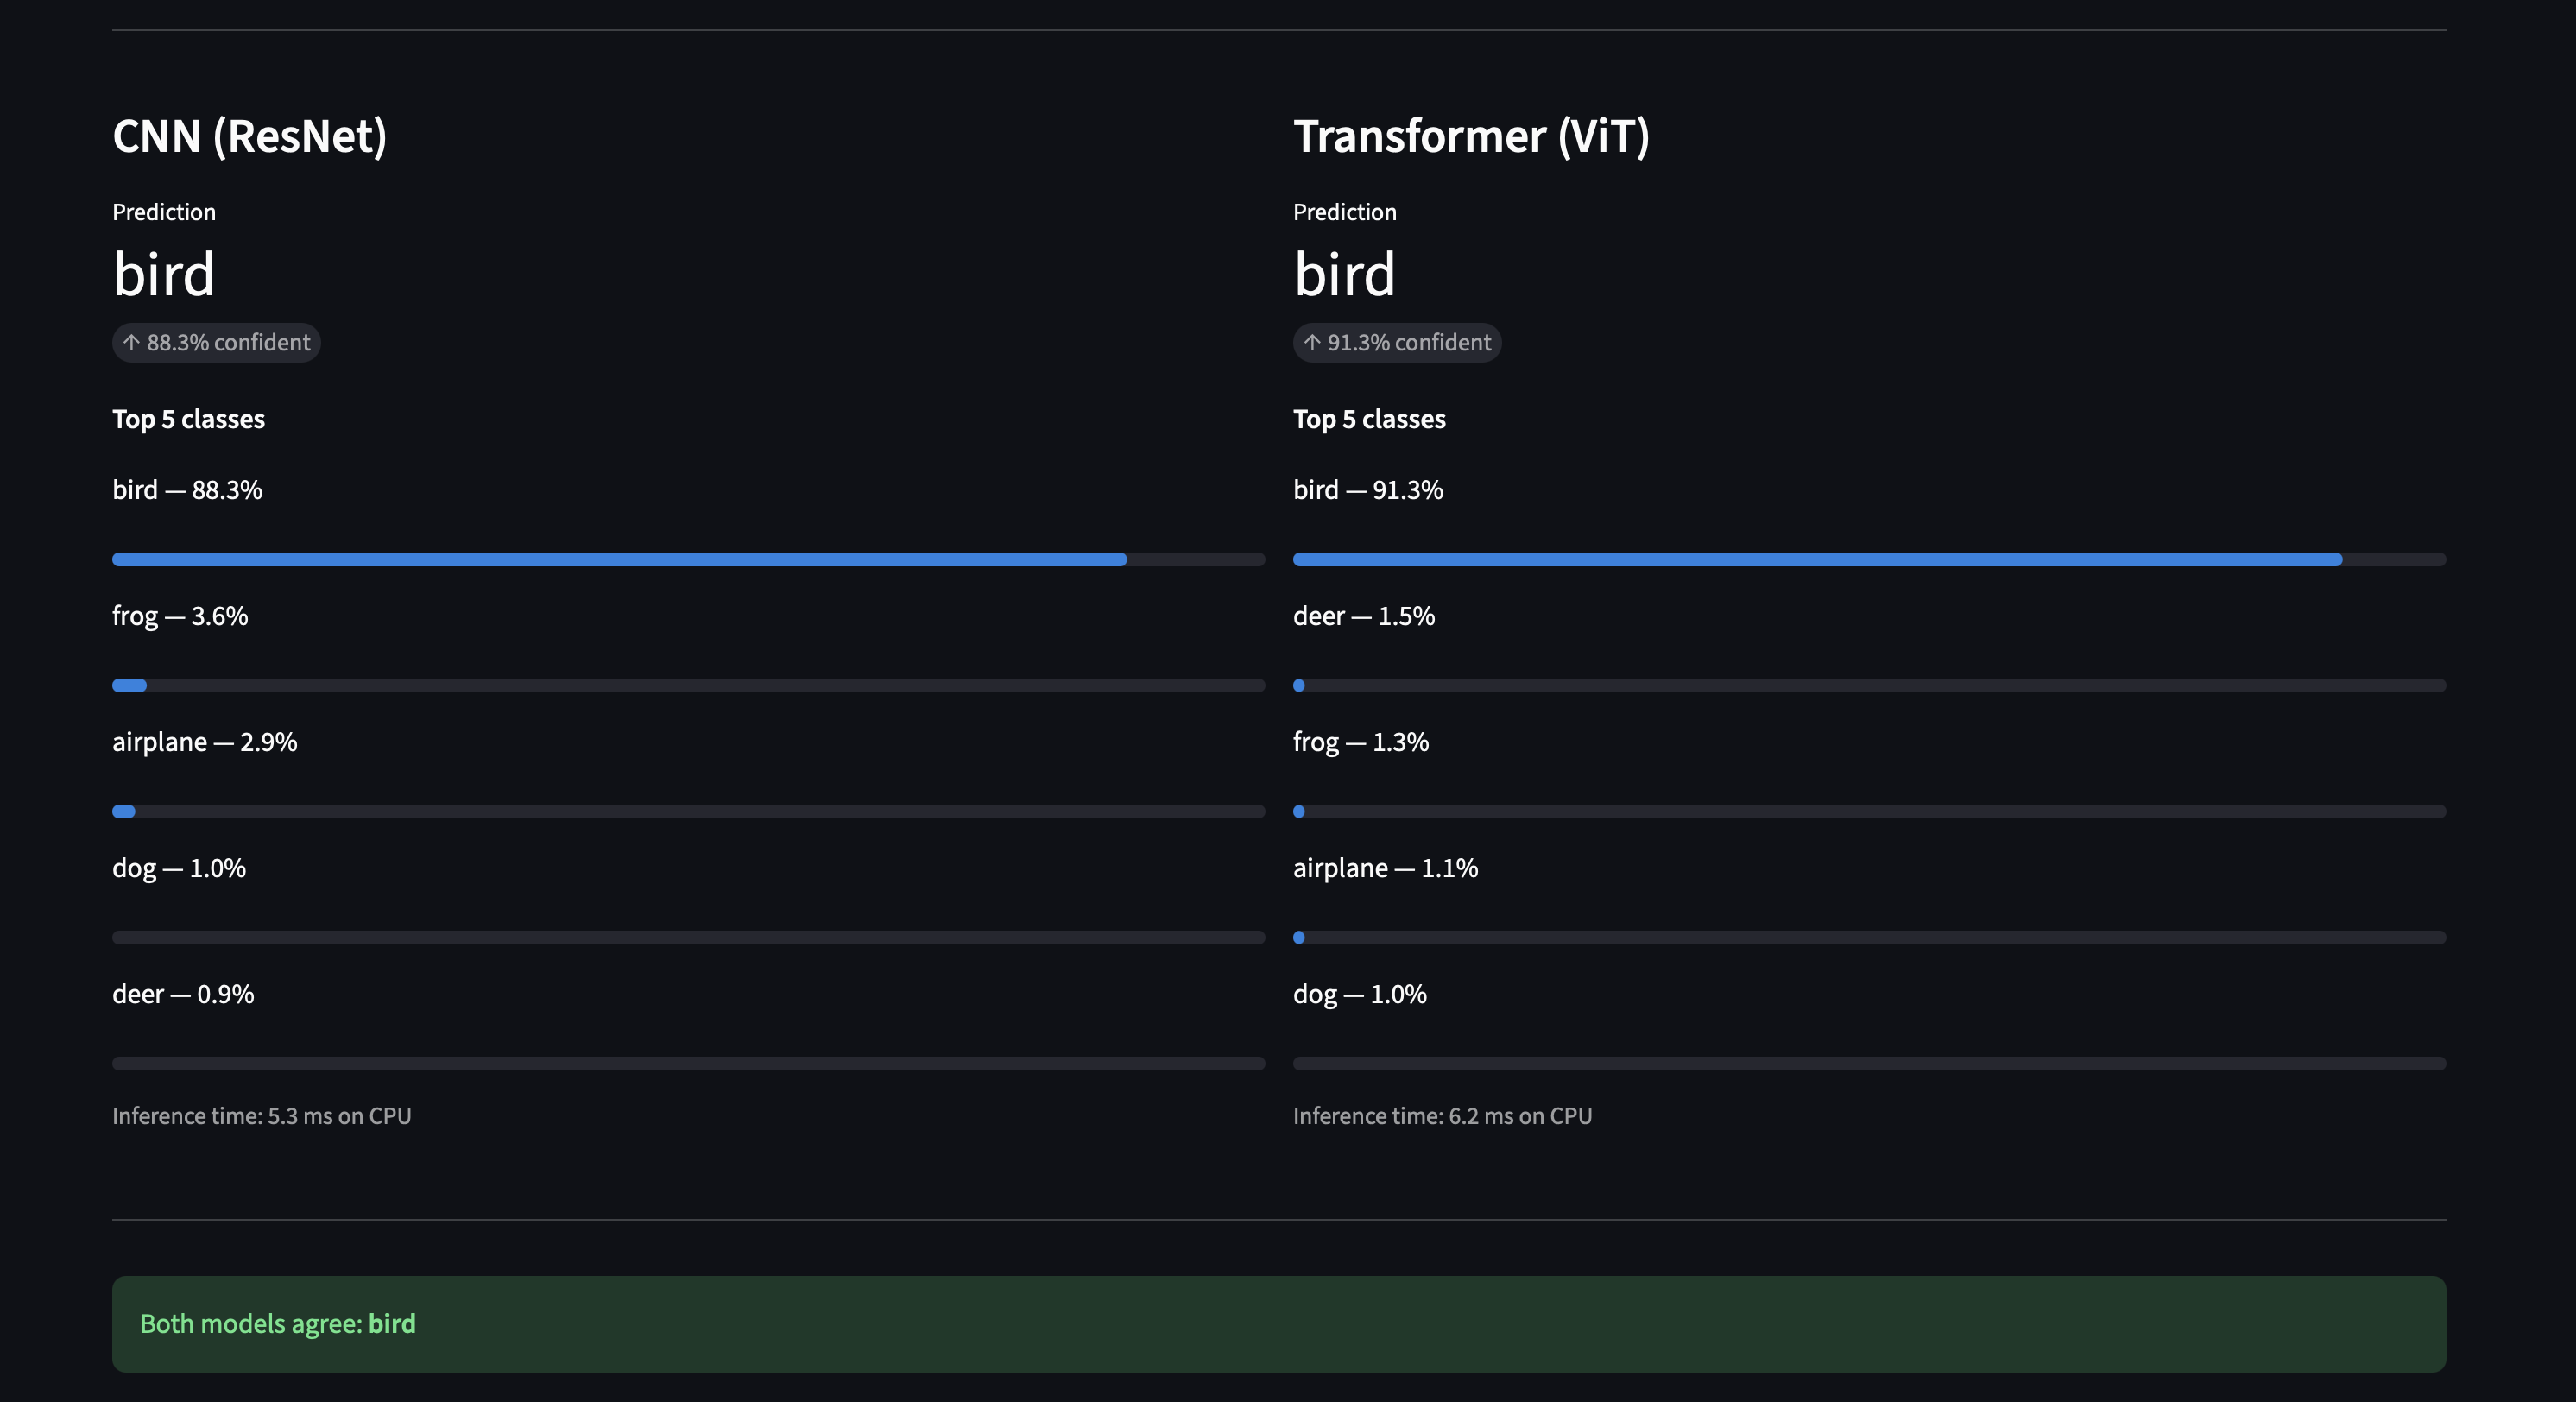 CNN (ResNet)
Prediction
bird
↑ 88.3% confident
Top 5 classes
bird — 88.3%
frog — 3.6%
airplane — 2.9%
dog — 1.0%
deer — 0.9%
Inference time: 5.3 ms on CPU
Transformer (ViT)
Prediction
bird
↑ 91.3% confident
Top 5 classes
bird — 91.3%
deer — 1.5%
frog — 1.3%
airplane — 1.1%
dog — 1.0%
Inference time: 6.2 ms on CPU
Both models agree: bird